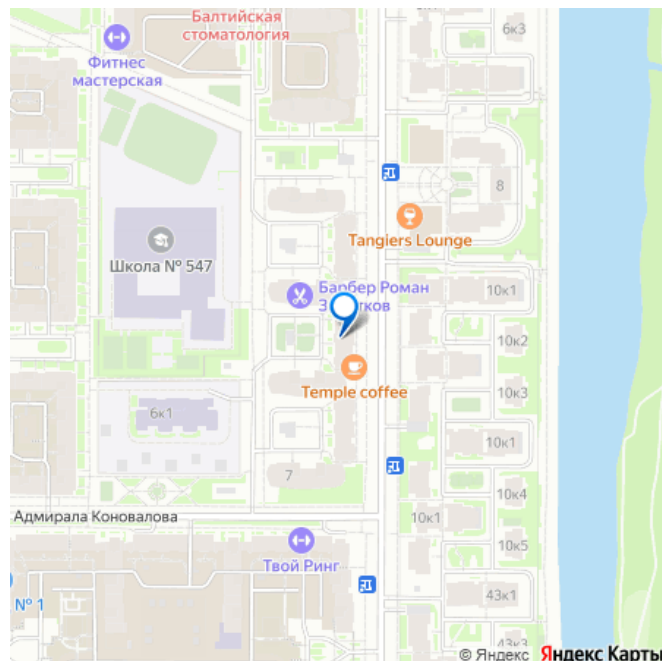 Балтийская
стоматология
6к3
Фитнес
мастерская
8
Tangiers Lounge
Школа № 547
Барбер Роман
10к1
10к2
Temple coffee
10к3
6к1
10к1
7
10к4
Адмирала Коновалова
10к1
10к5
Твой Ринг
№ 1
43к1
43к3
© Яндекс Яндекс Карты